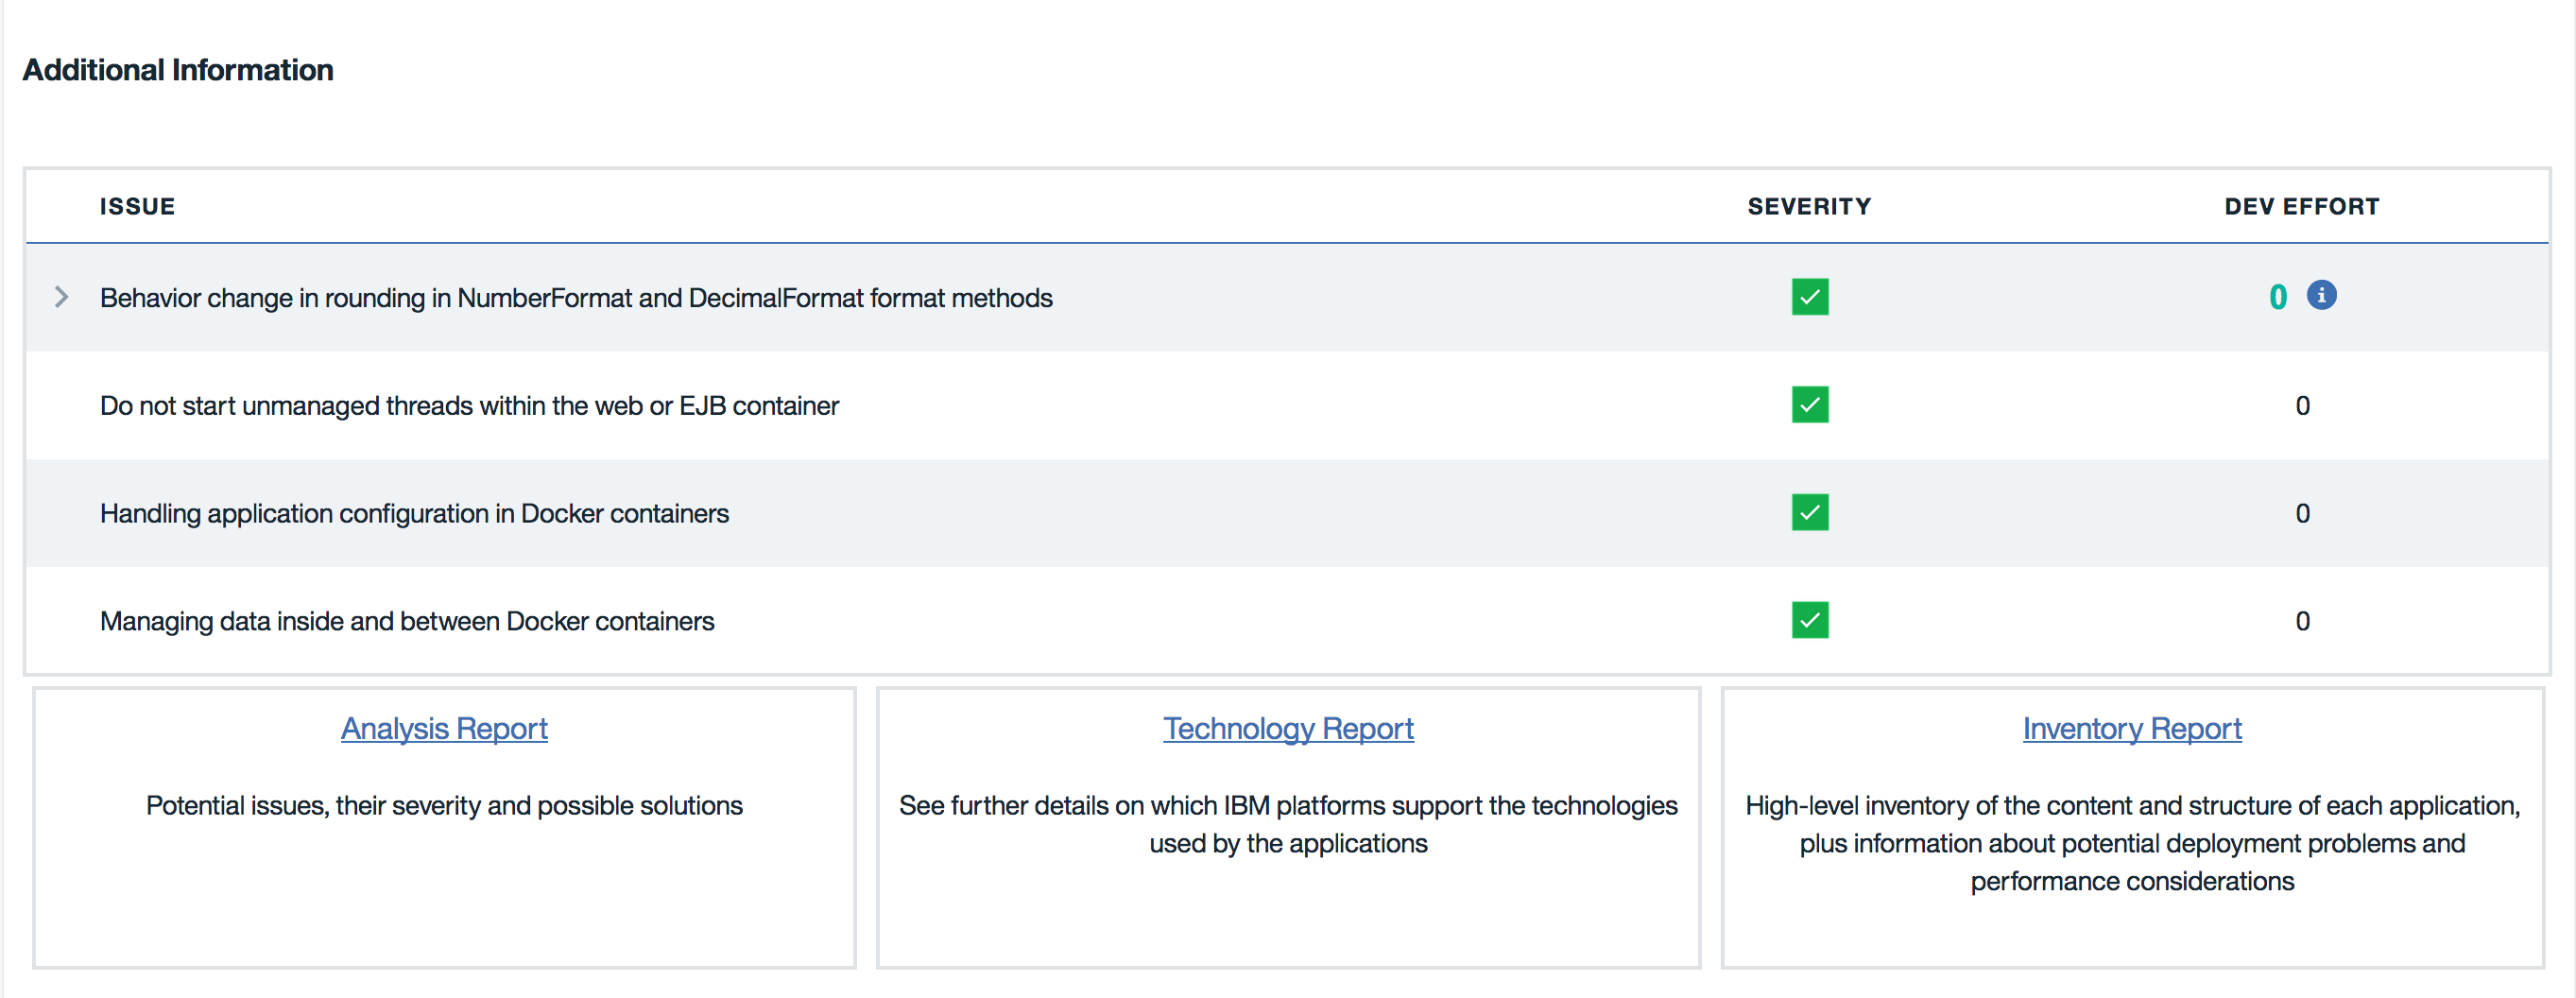 Additional Information
ISSUE SEVERITY DEV EFFORT
Behavior change in rounding in NumberFormat and DecimalFormat format methods 0
Do not start unmanaged threads within the web or EJB container 0
Handling application configuration in Docker containers 0
Managing data inside and between Docker containers 0
Analysis Report
Potential issues, their severity and possible solutions
Technology Report
See further details on which IBM platforms support the technologies
used by the applications
Inventory Report
High-level inventory of the content and structure of each application,
plus information about potential deployment problems and
performance considerations